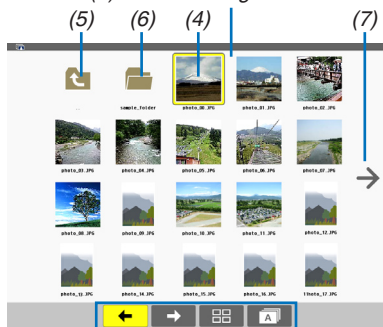 (5) (6) (4) (7)
sample_folder photo_00.JPG photo_01.JPG photo_02.JPG
photo_03.JPG photo_04.JPG photo_05.JPG photo_06.JPG photo_07.JPG
photo_08.JPG photo_09.JPG photo_10.JPG photo_11.JPG photo_12.JPG
photo_13.JPG photo_14.JPG photo_15.JPG photo_16.JPG
A